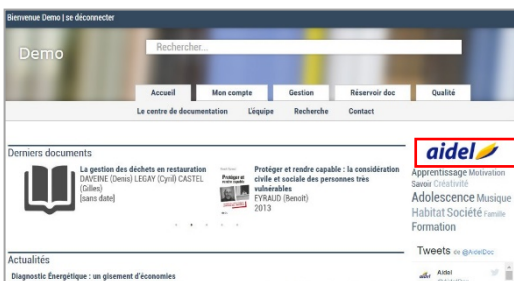 Bienvenue Demo | se déconnecter
Demo
Rechercher...
Accueil Mon compte Gestion Réservoir doc Qualité
Le centre de documentation L'équipe Recherche Contact
Derniers documents
La gestion des déchets en restauration
DAVEINE (Denis) LEGAY (Cyril) CASTEL
(Gilles)
[sans date]
Protéger et rendre capable : la considération
civile et sociale des personnes très
vulnérables
EYRAUD (Benoit)
2013
aidel
Apprentissage Motivation
Savoir Créativité
Adolescence Musique
Habitat Société Famille
Formation
Tweets de @AidelDoc
Aidel
@AidelDoc
Actualités
Diagnostic Énergétique : un gisement d'économies